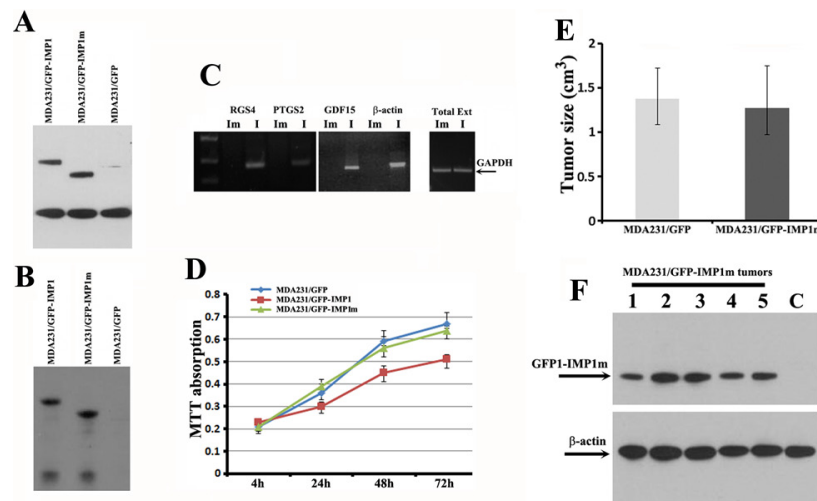 A
MDA231/GFP-IMP1
MDA231/GFP-IMP1m
MDA231/GFP
B
MDA231/GFP-IMP1
MDA231/GFP-IMP1m
MDA231/GFP
C
RGS4 PTGS2 GDF15 β-actin Total Ext
Im I Im I Im I Im I Im I
GAPDH
D
MDA231/GFP
MDA231/GFP-IMP1
MDA231/GFP-IMP1m
MTT absorption
0.8
0.7
0.6
0.5
0.4
0.3
0.2
0.1
0
4h 24h 48h 72h
E
Tumor size (cm³)
2
1.5
1
0.5
0
MDA231/GFP MDA231/GFP-IMP1m
F
MDA231/GFP-IMP1m tumors
1 2 3 4 5 C
GFP1-IMP1m
β-actin